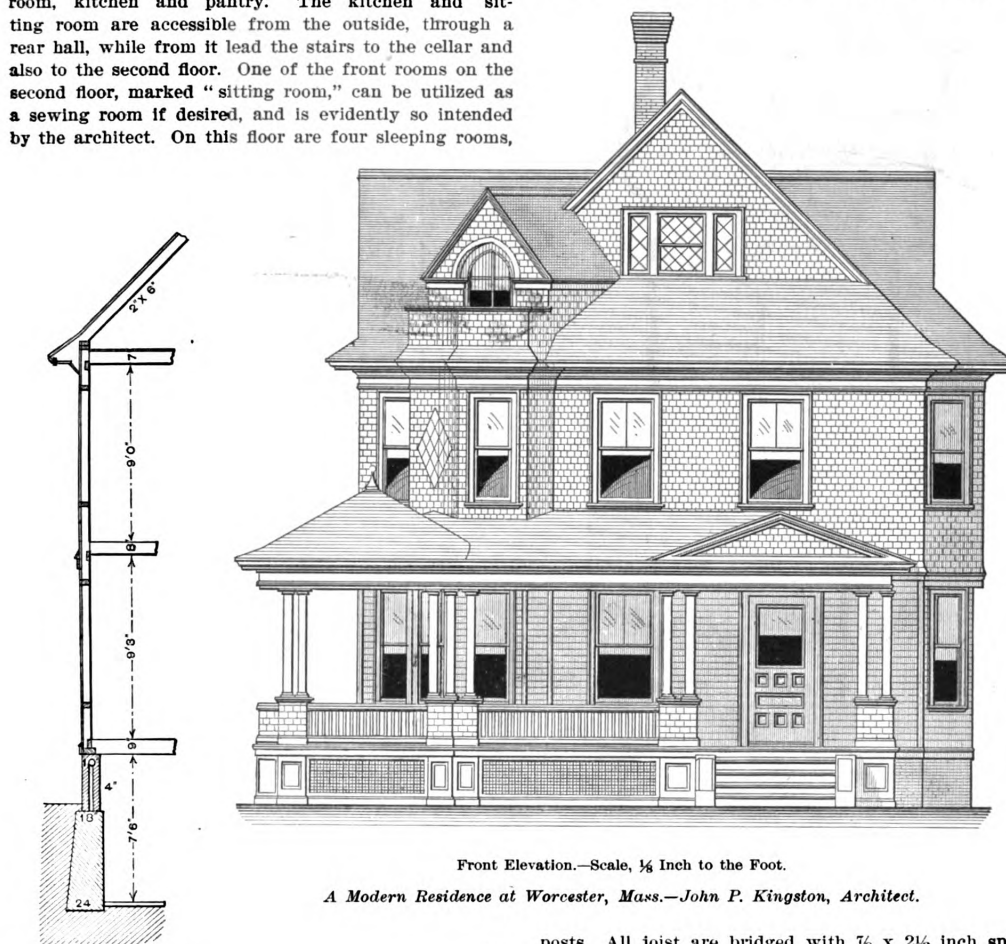 room, kitchen and pantry. The kitchen and sit-
ting room are accessible from the outside, through a
rear hall, while from it lead the stairs to the cellar and
also to the second floor. One of the front rooms on the
second floor, marked “sitting room,” can be utilized as
a sewing room if desired, and is evidently so intended
by the architect. On this floor are four sleeping rooms,
2" X 6"
7
9'0"
8"
9'3"
9"
10
4"
18
7'6"
24
Front Elevation.—Scale, ⅛ Inch to the Foot.
A Modern Residence at Worcester, Mass.—John P. Kingston, Architect.
posts. All joist are bridged with ⅞ x 2½ inch